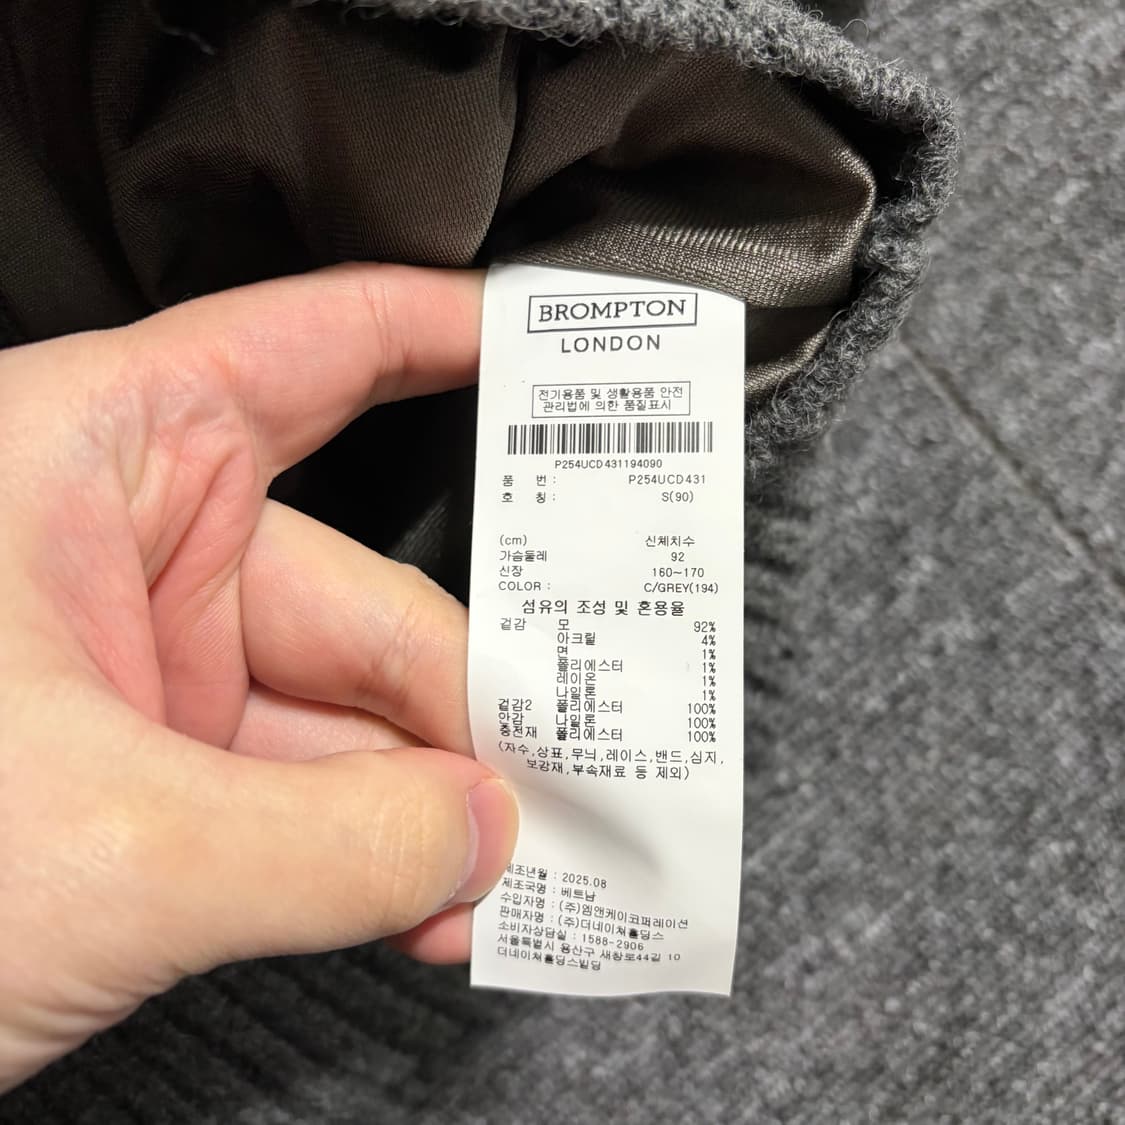 BROMPTON
LONDON
전기용품 및 생활용품 안전
관리법에 의한 품질표시
P254UCD431194090
품 번 : P254UCD431
호 칭 : S(90)
(cm) 신체치수
가슴둘레 92
신장 160~170
COLOR : C/GREY(194)
섬유의 조성 및 혼용율
겉감 모 92%
아크릴 4%
면 1%
폴리에스터 1%
레이온 1%
나일론 1%
겉감2 폴리에스터 100%
안감 나일론 100%
충전재 폴리에스터 100%
(자수,상표,무늬,레이스,밴드,심지,
보강재,부속재료 등 제외)
제조년월 : 2025.08
제조국명 : 베트남
수입자명 : (주)엠앤케이코퍼레이션
판매자명 : (주)더네이쳐홀딩스
소비자상담실 : 1588-2906
서울특별시 용산구 새창로44길 10
더네이쳐홀딩스빌딩